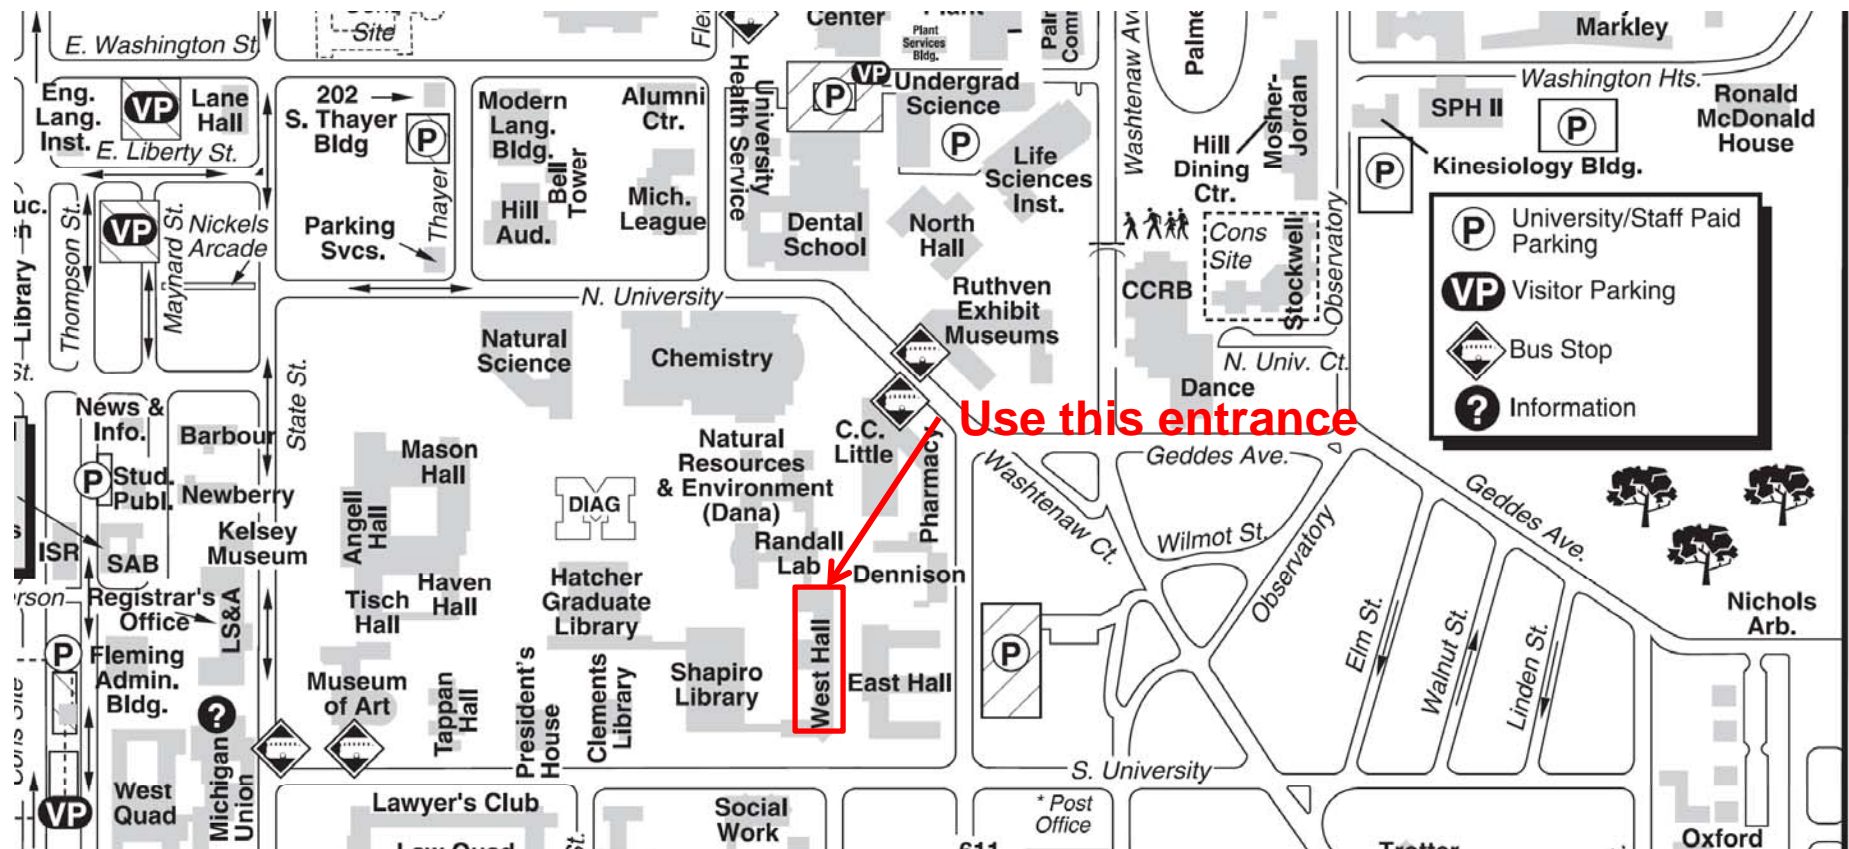 E. Washington St.
Site
Center
Plant
Services
Bldg.
Markley
Eng.
Lang.
Inst.
VP
Lane
Hall
202
S. Thayer
Bldg
P
Modern
Lang.
Bldg.
Bell
Tower
Alumni
Ctr.
University
Health Service
P
VP
Undergrad
Science
P
Washtenaw Ave
Mosher-
Jordan
Washington Hts.
SPH II
P
Ronald
McDonald
House
E. Liberty St.
Hill
Dining
Ctr.
P
Kinesiology Bldg.
Life
Sciences
Inst.
Thompson St.
VP
Maynard St.
Nickels
Arcade
Parking
Svcs.
Thayer
Hill
Aud.
Mich.
League
Dental
School
North
Hall
Cons
Site
Stockwell
Observatory
P
University/Staff Paid
Parking
VP
Visitor Parking
Bus Stop
?
Information
Library
N. University
CCRB
Ruthven
Exhibit
Museums
State St.
Natural
Science
Chemistry
N. Univ. Ct.
Dance
Use this entrance
News &
Info.
Barbour
P
Stud.
Publ.
Newberry
Mason
Hall
Angell
Hall
DIAG
Natural
Resources
& Environment
(Dana)
C.C.
Little
Pharmacy
Geddes Ave.
Washtenaw Ct.
Wilmot St.
Observatory
Geddes Ave.
ISR
SAB
Kelsey
Museum
Randall
Lab
Dennison
Registrar's
Office
LS&A
Tisch
Hall
Haven
Hall
Hatcher
Graduate
Library
Elm St.
Walnut St.
Linden St.
Nichols
Arb.
P
Fleming
Admin.
Bldg.
Museum
of Art
Tappan
Hall
President's
House
Clements
Library
Shapiro
Library
West Hall
East Hall
P
?
Michigan
Union
S. University
VP
West
Quad
Lawyer's Club
Social
Work
* Post
Office
Oxford